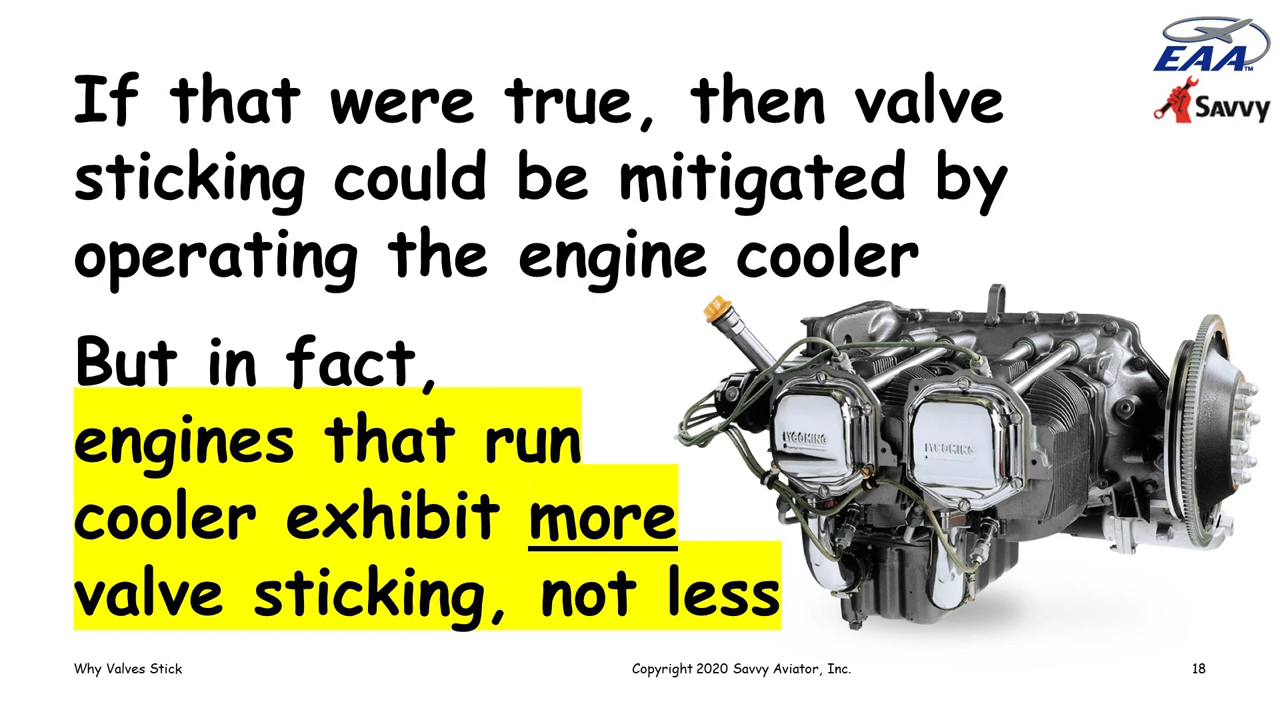 EAA™
SAVVY
If that were true, then valve
sticking could be mitigated by
operating the engine cooler
But in fact,
engines that run
cooler exhibit more
valve sticking, not less
LYCOMING
LYCOMING
Why Valves Stick
Copyright 2020 Savvy Aviator, Inc.
18